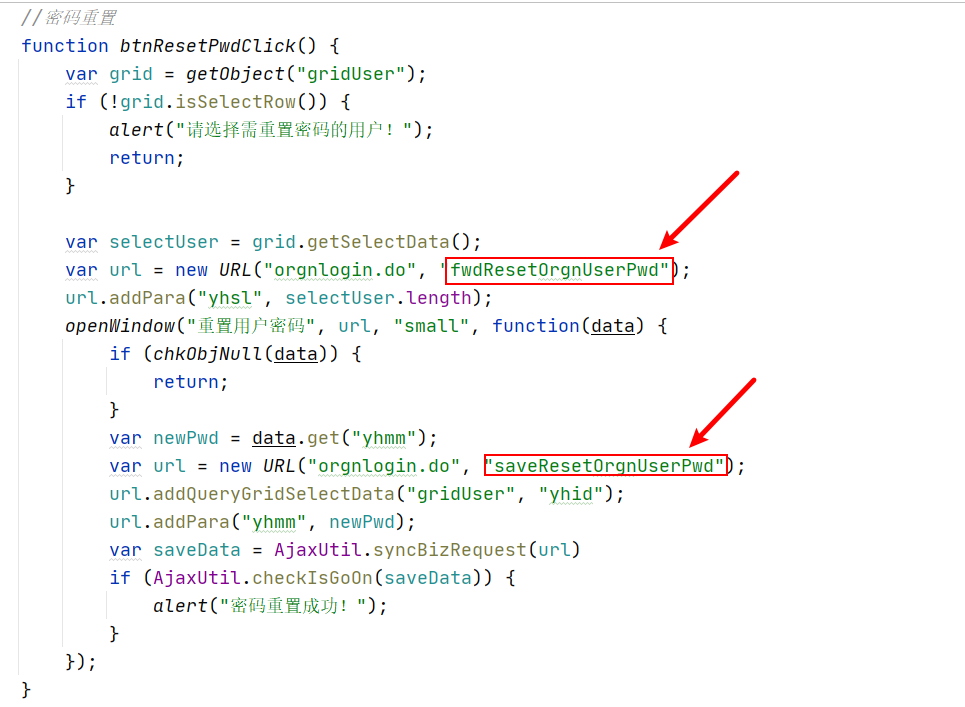 //密码重置
function btnResetPwdClick() {
var grid = getObject("gridUser");
if (!grid.isSelectRow()) {
alert("请选择需重置密码的用户！");
return;
}
var selectUser = grid.getSelectData();
var url = new URL("orgnlogin.do", "fwdResetOrgnUserPwd");
url.addPara("yhsl", selectUser.length);
openWindow("重置用户密码", url, "small", function(data) {
if (chkObjNull(data)) {
return;
}
var newPwd = data.get("yhmm");
var url = new URL("orgnlogin.do", "saveResetOrgnUserPwd");
url.addQueryGridSelectData("gridUser", "yhid");
url.addPara("yhmm", newPwd);
var saveData = AjaxUtil.syncBizRequest(url)
if (AjaxUtil.checkIsGoOn(saveData)) {
alert("密码重置成功！");
}
});
}